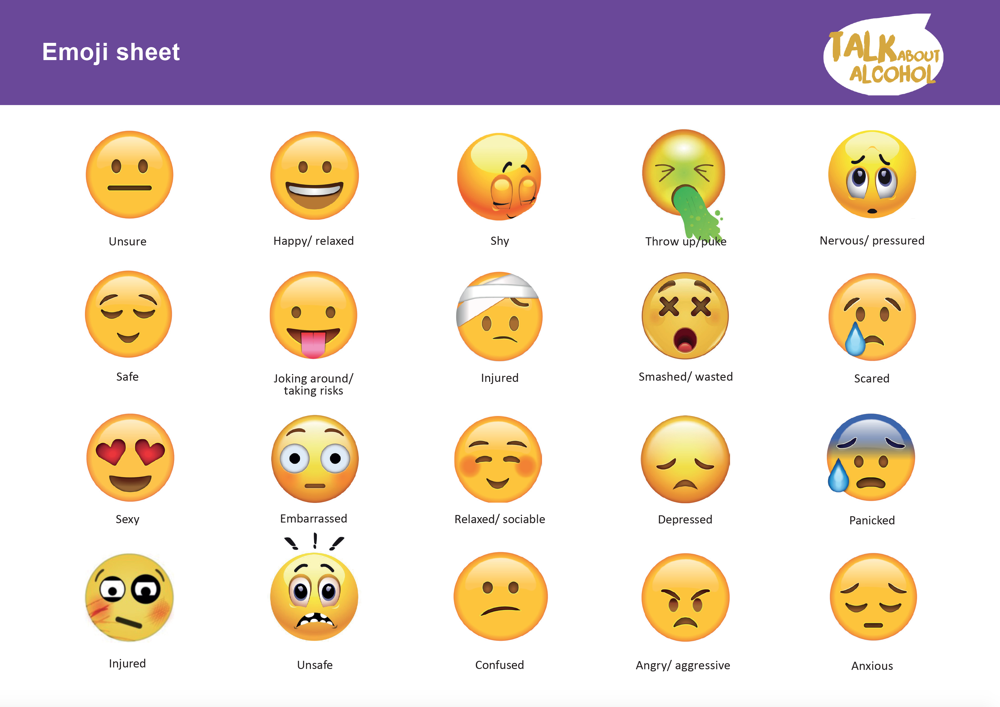 Emoji sheet
TALK ABOUT
ALCOHOL
Unsure
Happy/ relaxed
Shy
Throw up/puke
Nervous/ pressured
Safe
Joking around/
taking risks
Injured
Smashed/ wasted
Scared
Sexy
Embarrassed
Relaxed/ sociable
Depressed
Panicked
! ! !
Injured
Unsafe
Confused
Angry/ aggressive
Anxious